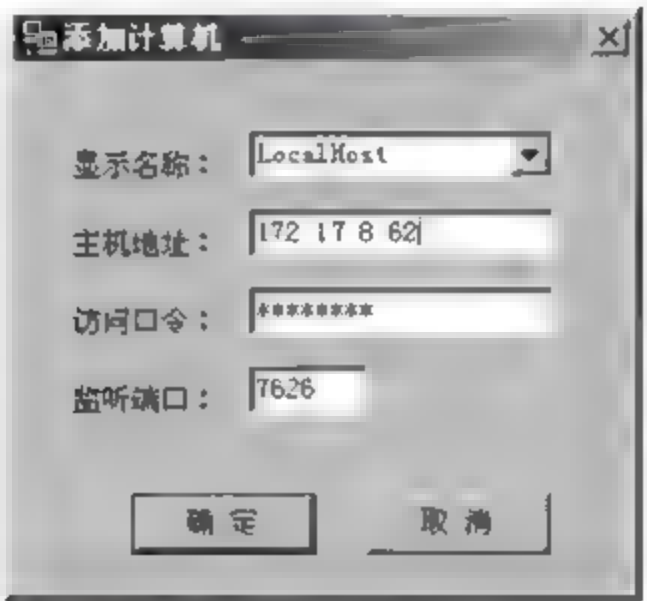 添加计算机
显示名称： LocalHost
主机地址： 172 17 8 62
访问口令： ********
监听端口： 7626
确 定 取 消